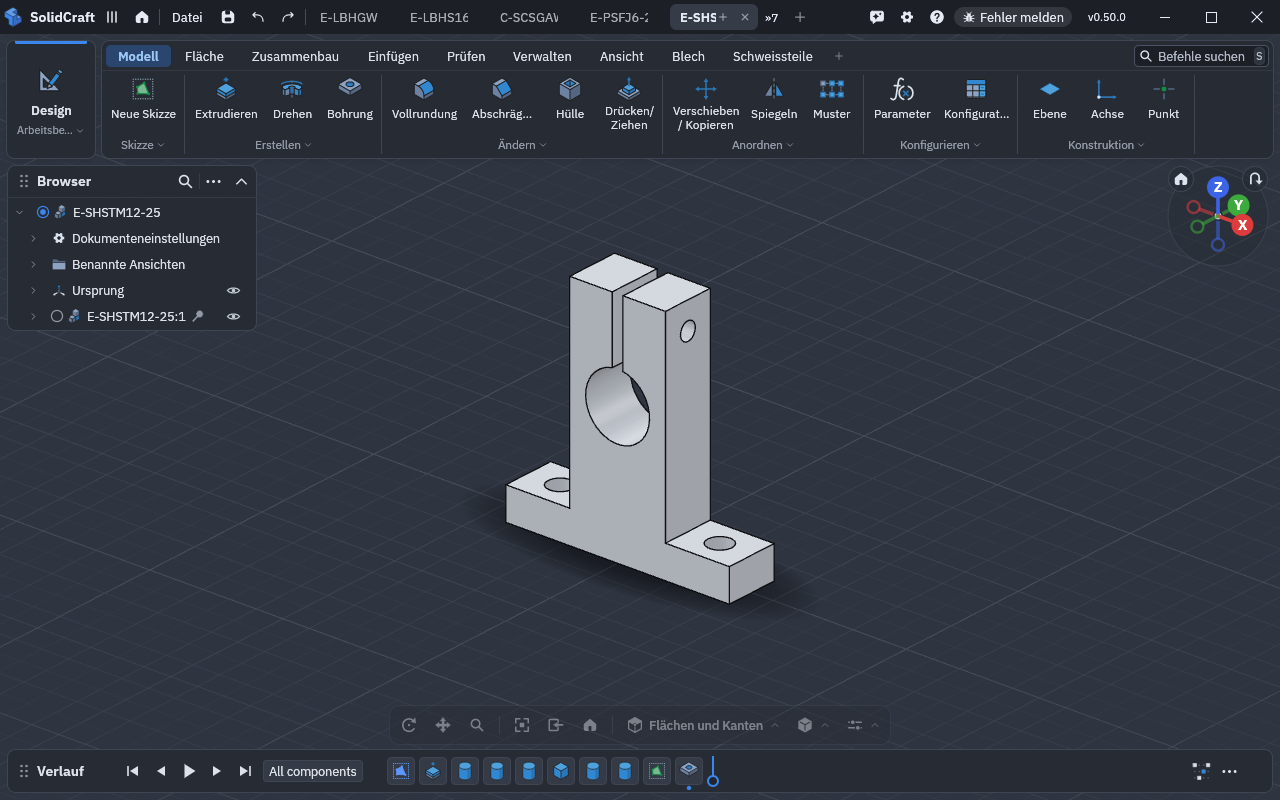 SolidCraft
Datei
E-LBHGW
E-LBHS16
C-SCSGA
E-PSFJ6-2
E-SHS
»7
Fehler melden
v0.50.0
Design
Arbeitsbe...
Modell
Fläche
Zusammenbau
Einfügen
Prüfen
Verwalten
Ansicht
Blech
Schweissteile
Befehle suchen
S
Neue Skizze
Extrudieren
Drehen
Bohrung
Vollrundung
Abschräg...
Hülle
Drücken/
Ziehen
Verschieben
/ Kopieren
Spiegeln
Muster
Parameter
Konfigurat...
Ebene
Achse
Punkt
Skizze
Erstellen
Ändern
Anordnen
Konfigurieren
Konstruktion
Browser
E-SHSTM12-25
Dokumenteneinstellungen
Benannte Ansichten
Ursprung
E-SHSTM12-25:1
Z
Y
X
Flächen und Kanten
Verlauf
All components